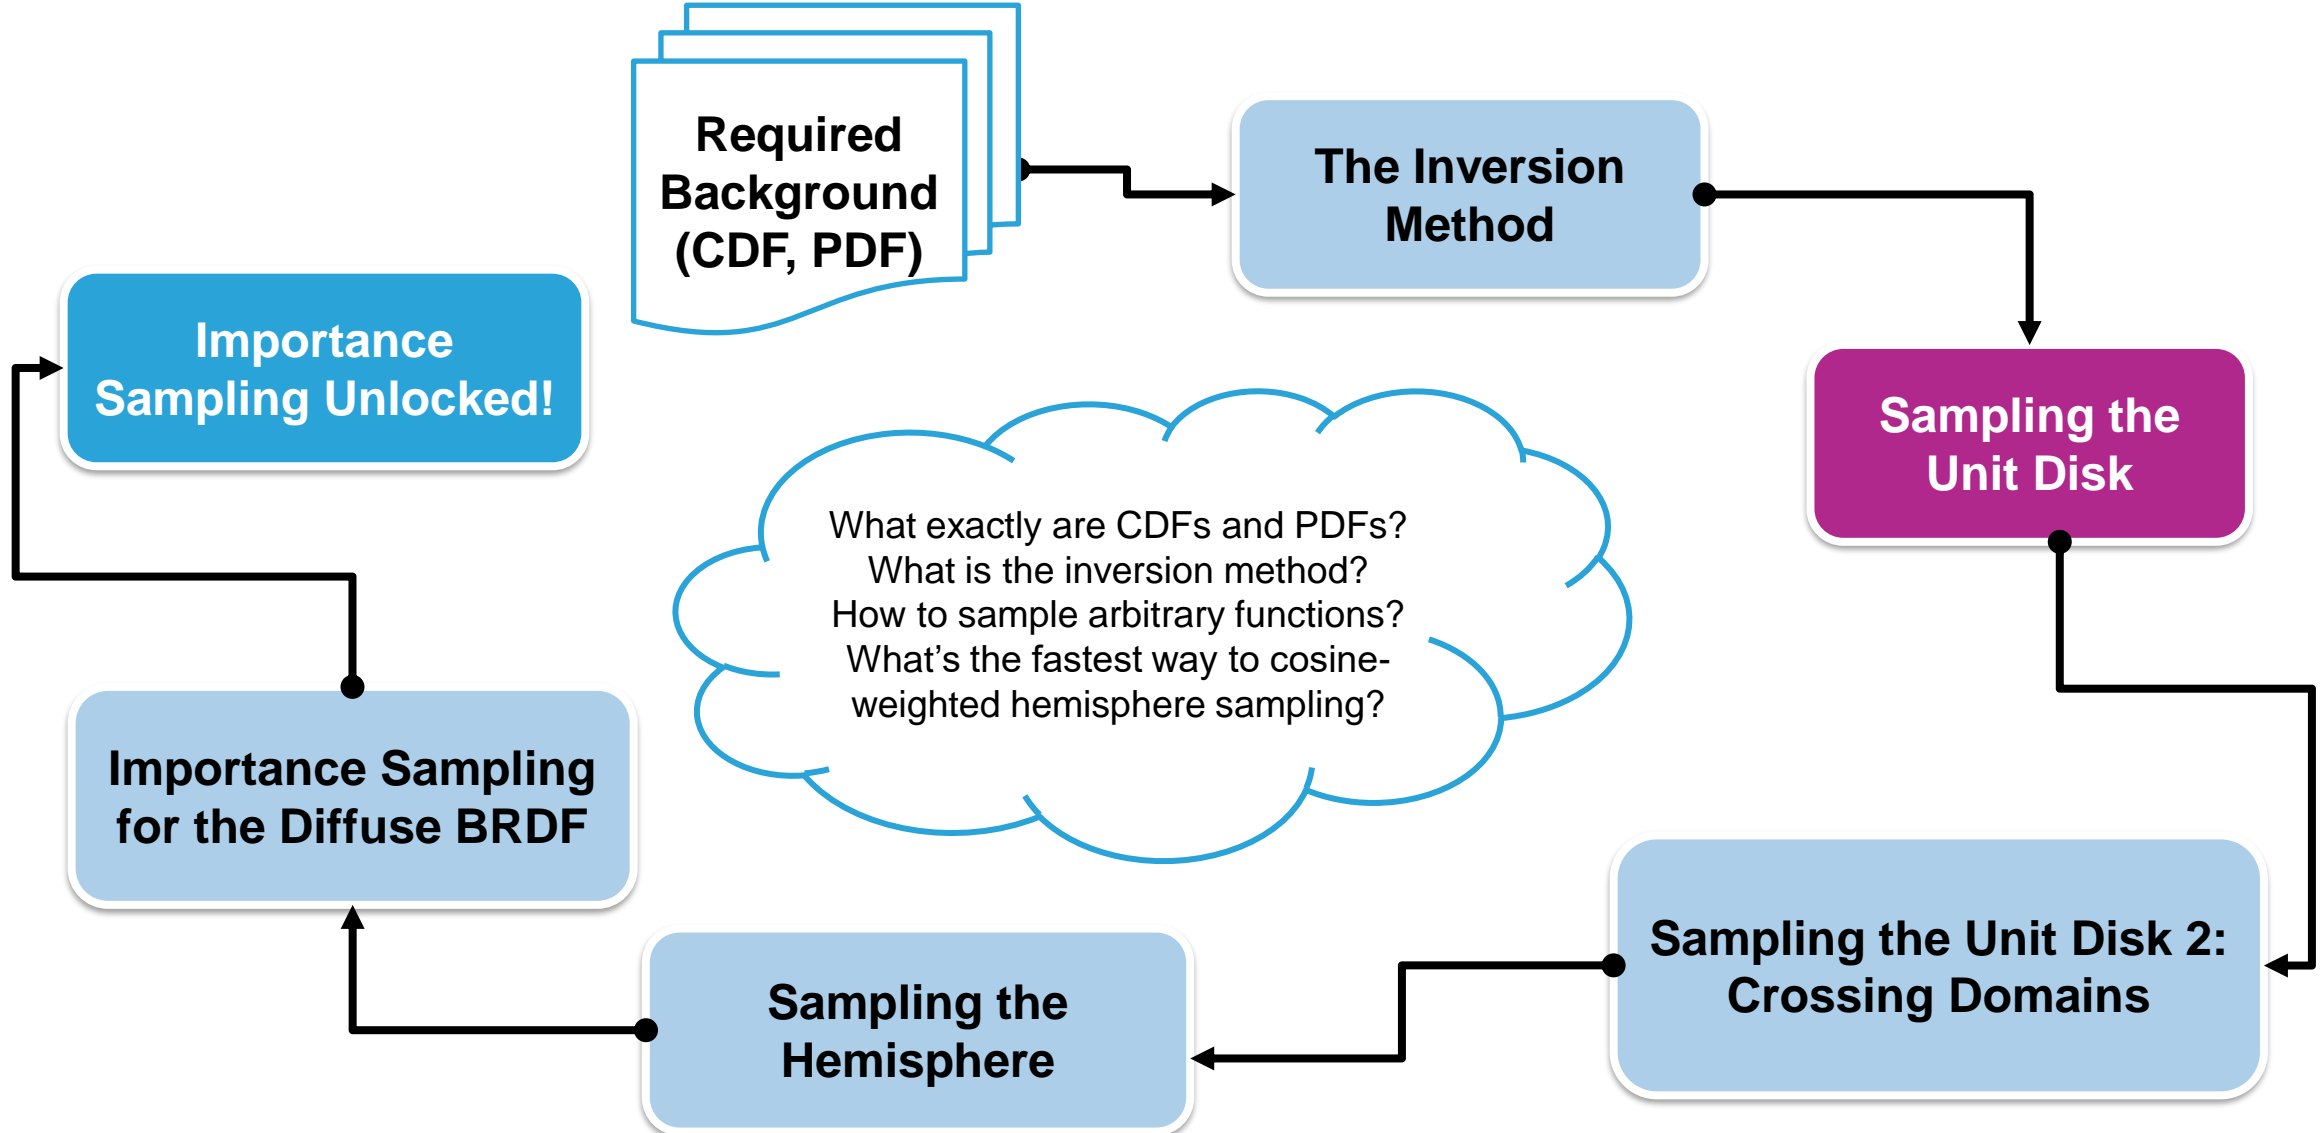 Required
Background
(CDF, PDF)
The Inversion
Method
Importance
Sampling Unlocked!
Sampling the
Unit Disk
What exactly are CDFs and PDFs?
What is the inversion method?
How to sample arbitrary functions?
What’s the fastest way to cosine-
weighted hemisphere sampling?
Importance Sampling
for the Diffuse BRDF
Sampling the Unit Disk 2:
Crossing Domains
Sampling the
Hemisphere